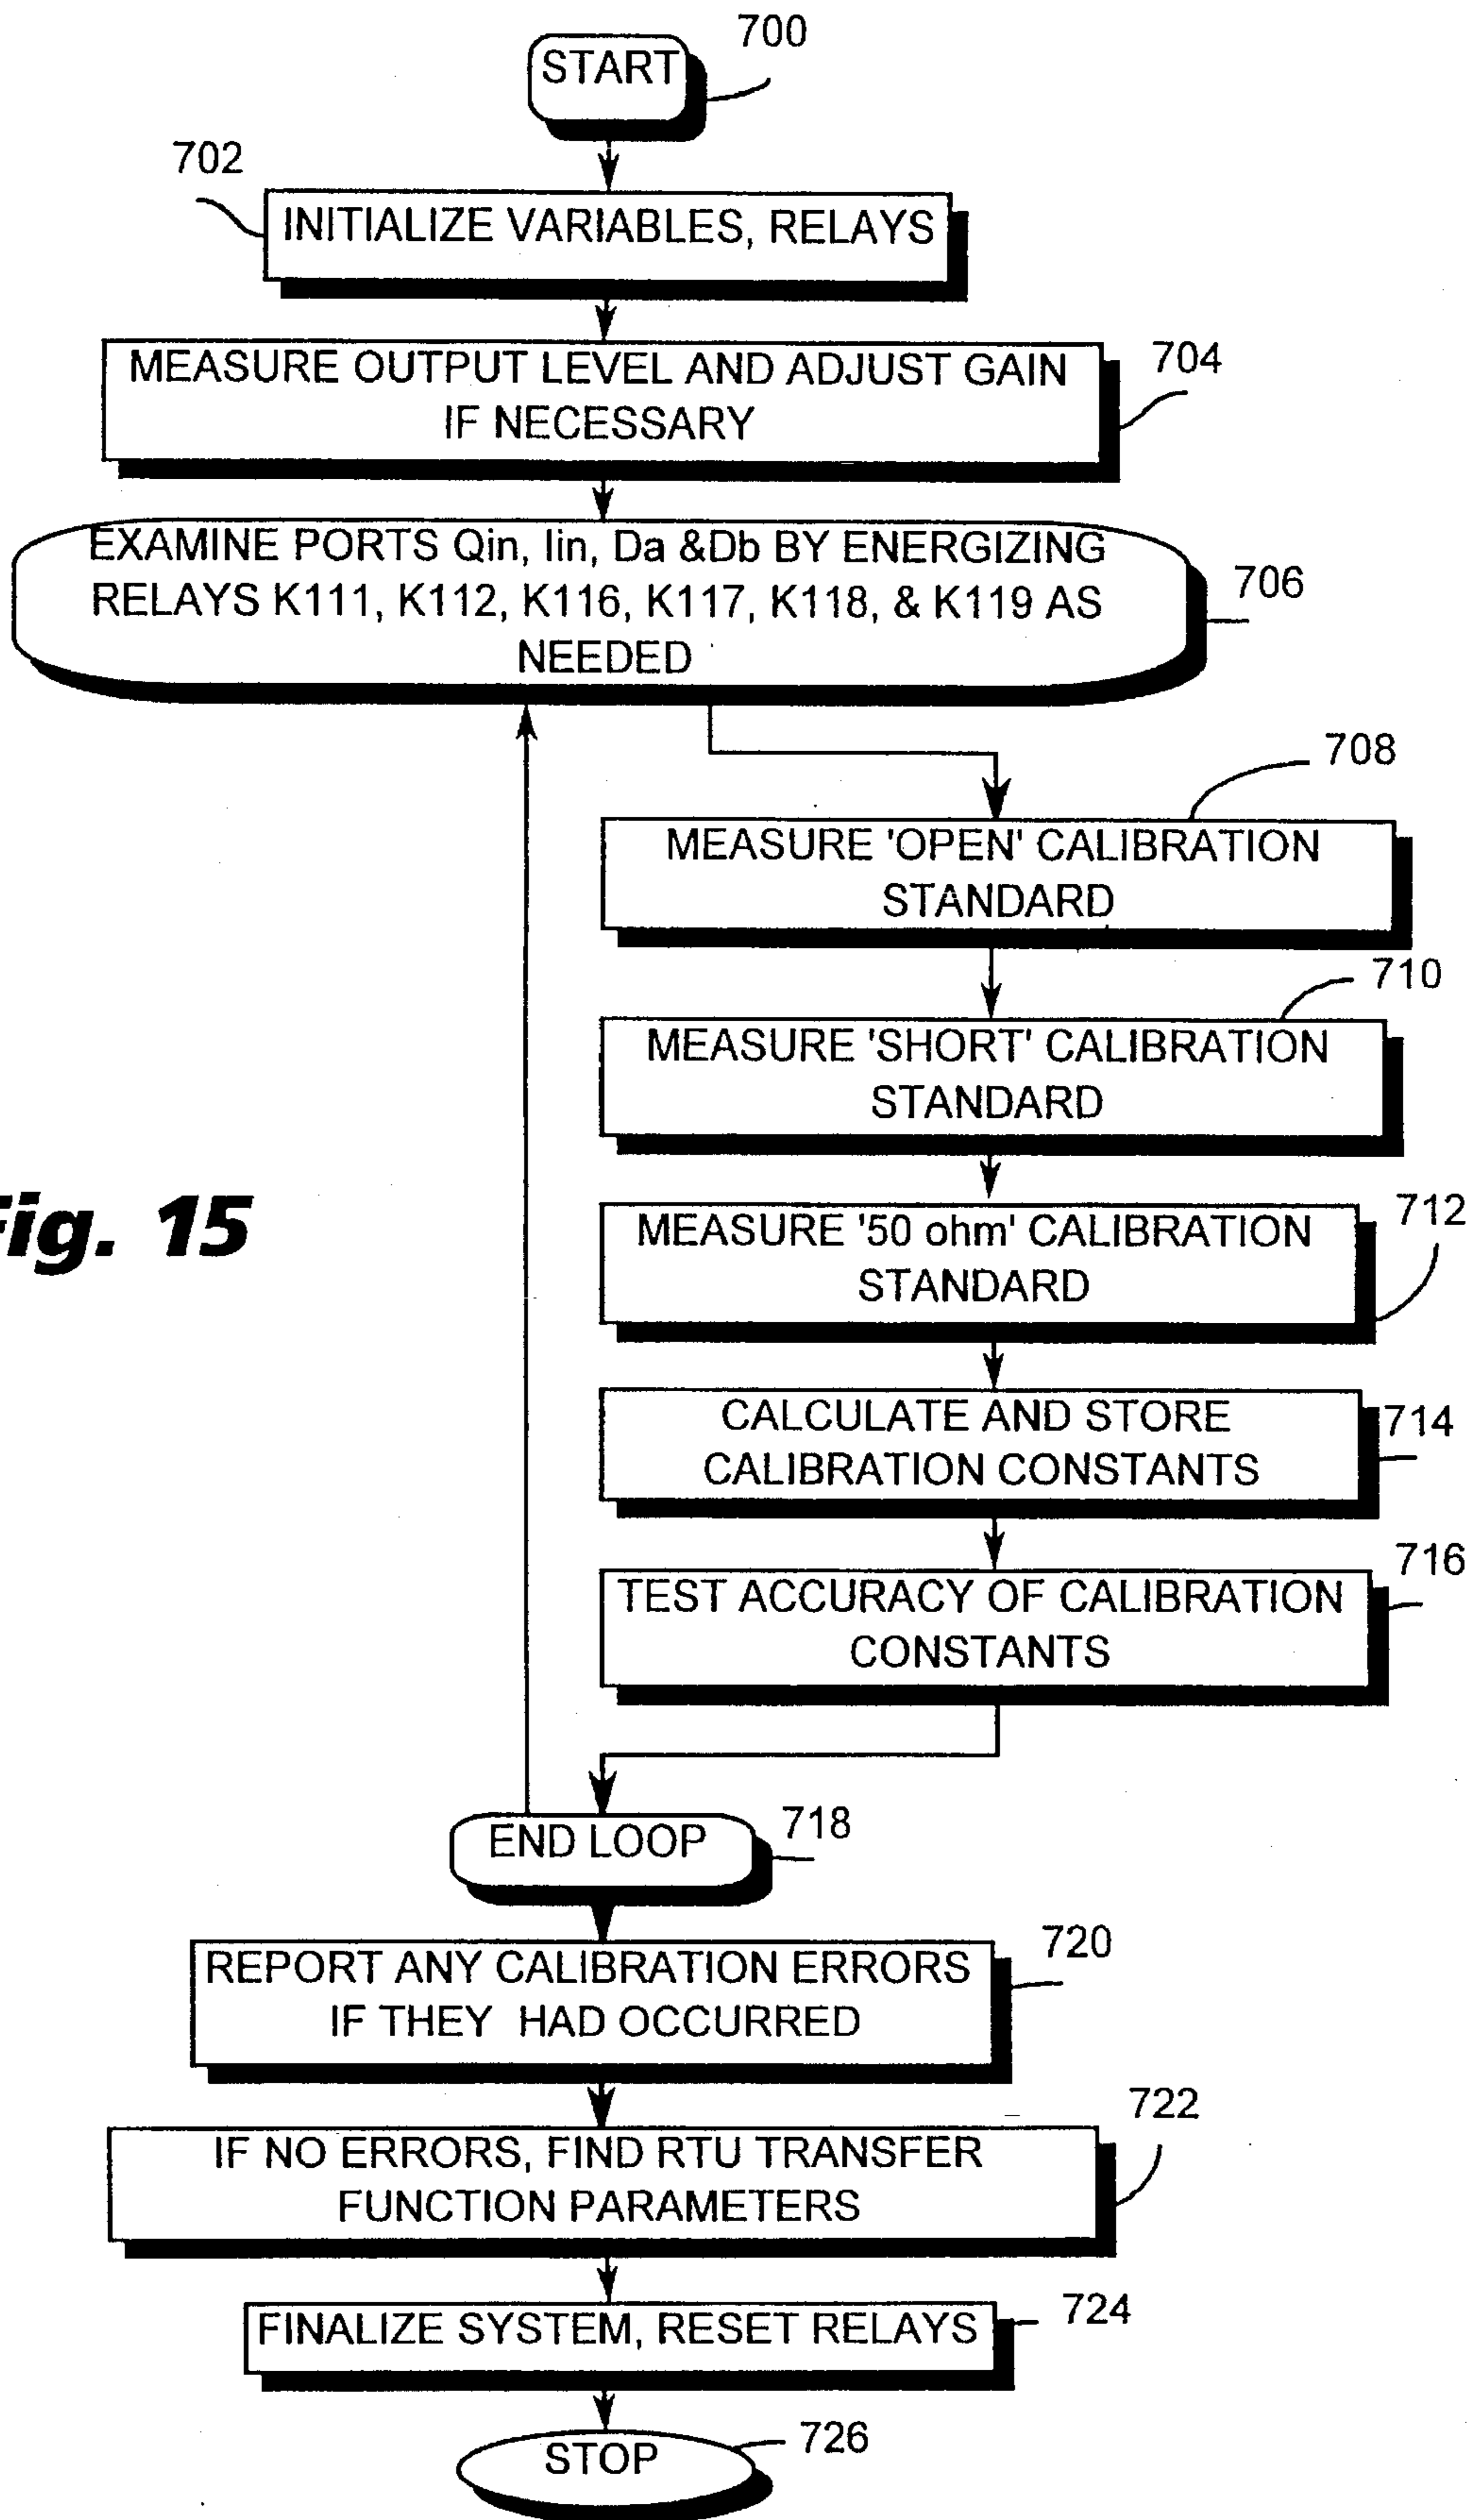 700
START
702
INITIALIZE VARIABLES, RELAYS
MEASURE OUTPUT LEVEL AND ADJUST GAIN
IF NECESSARY
704
EXAMINE PORTS Qin, Iin, Da &Db BY ENERGIZING
RELAYS K111, K112, K116, K117, K118, & K119 AS
NEEDED
706
708
MEASURE 'OPEN' CALIBRATION
STANDARD
710
MEASURE 'SHORT' CALIBRATION
STANDARD
Fig. 15
712
MEASURE '50 ohm' CALIBRATION
STANDARD
CALCULATE AND STORE
CALIBRATION CONSTANTS
714
716
TEST ACCURACY OF CALIBRATION
CONSTANTS
END LOOP
718
REPORT ANY CALIBRATION ERRORS
IF THEY HAD OCCURRED
720
722
IF NO ERRORS, FIND RTU TRANSFER
FUNCTION PARAMETERS
FINALIZE SYSTEM, RESET RELAYS
724
STOP
726